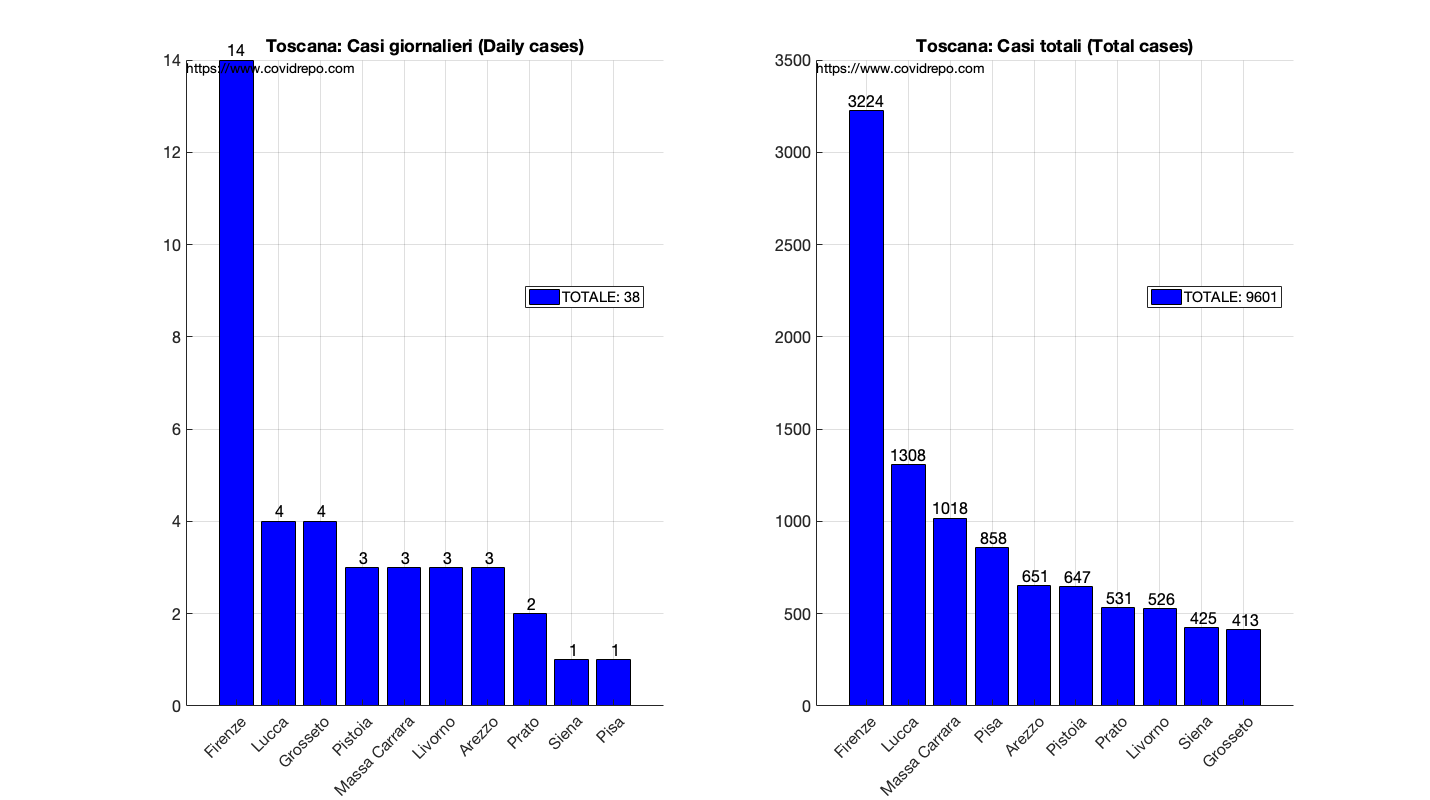 Toscana: Casi giornalieri (Daily cases)
https://www.covidrepo.com
14
12
10
8
6
4
2
0
14
4
4
3
3
3
3
2
1
1
TOTALE: 38
Firenze
Lucca
Grosseto
Pistoia
Massa Carrara
Livorno
Arezzo
Prato
Siena
Pisa
Toscana: Casi totali (Total cases)
https://www.covidrepo.com
3500
3000
2500
2000
1500
1000
500
0
3224
1308
1018
858
651
647
531
526
425
413
TOTALE: 9601
Firenze
Lucca
Massa Carrara
Pisa
Arezzo
Pistoia
Prato
Livorno
Siena
Grosseto